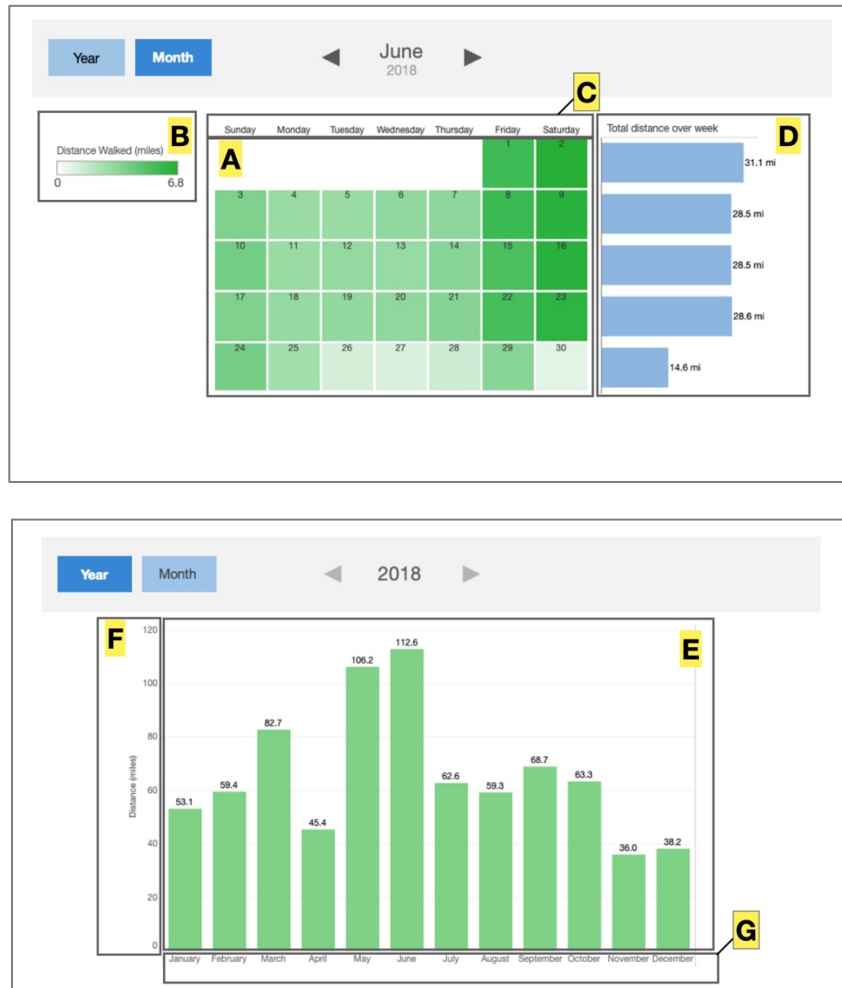 Year Month ◀ June ▶
2018
C
B D
Sunday Monday Tuesday Wednesday Thursday Friday Saturday Total distance over week
Distance Walked (miles) A 1 2 31.1 mi
0 6.8
3 4 5 6 7 8 9 28.5 mi
10 11 12 13 14 15 16 28.5 mi
17 18 19 20 21 22 23 28.6 mi
24 25 26 27 28 29 30 14.6 mi
Year Month ◀ 2018 ▶
F E
120
100
80
60
40
20
0
Distance (miles)
53.1 59.4 82.7 45.4 106.2 112.6 62.6 59.3 68.7 63.3 36.0 38.2
G
January February March April May June July August September October November December